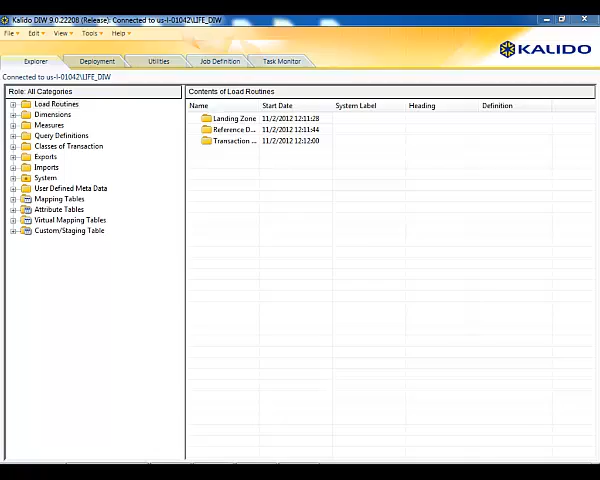 Kalido DIW 9.0.22208 (Release): Connected to us-l-01042\LIFE_DIW
File Edit View Tools Help
KALIDO
Explorer Deployment Utilities Job Definition Task Monitor
Connected to us-l-01042\LIFE_DIW
Role: All Categories
Load Routines
Dimensions
Measures
Query Definitions
Classes of Transaction
Exports
Imports
System
User Defined Meta Data
Mapping Tables
Attribute Tables
Virtual Mapping Tables
Custom/Staging Table
Contents of Load Routines
Name Start Date System Label Heading Definition
Landing Zone 11/2/2012 12:11:28
Reference D... 11/2/2012 12:11:44
Transaction ... 11/2/2012 12:12:00